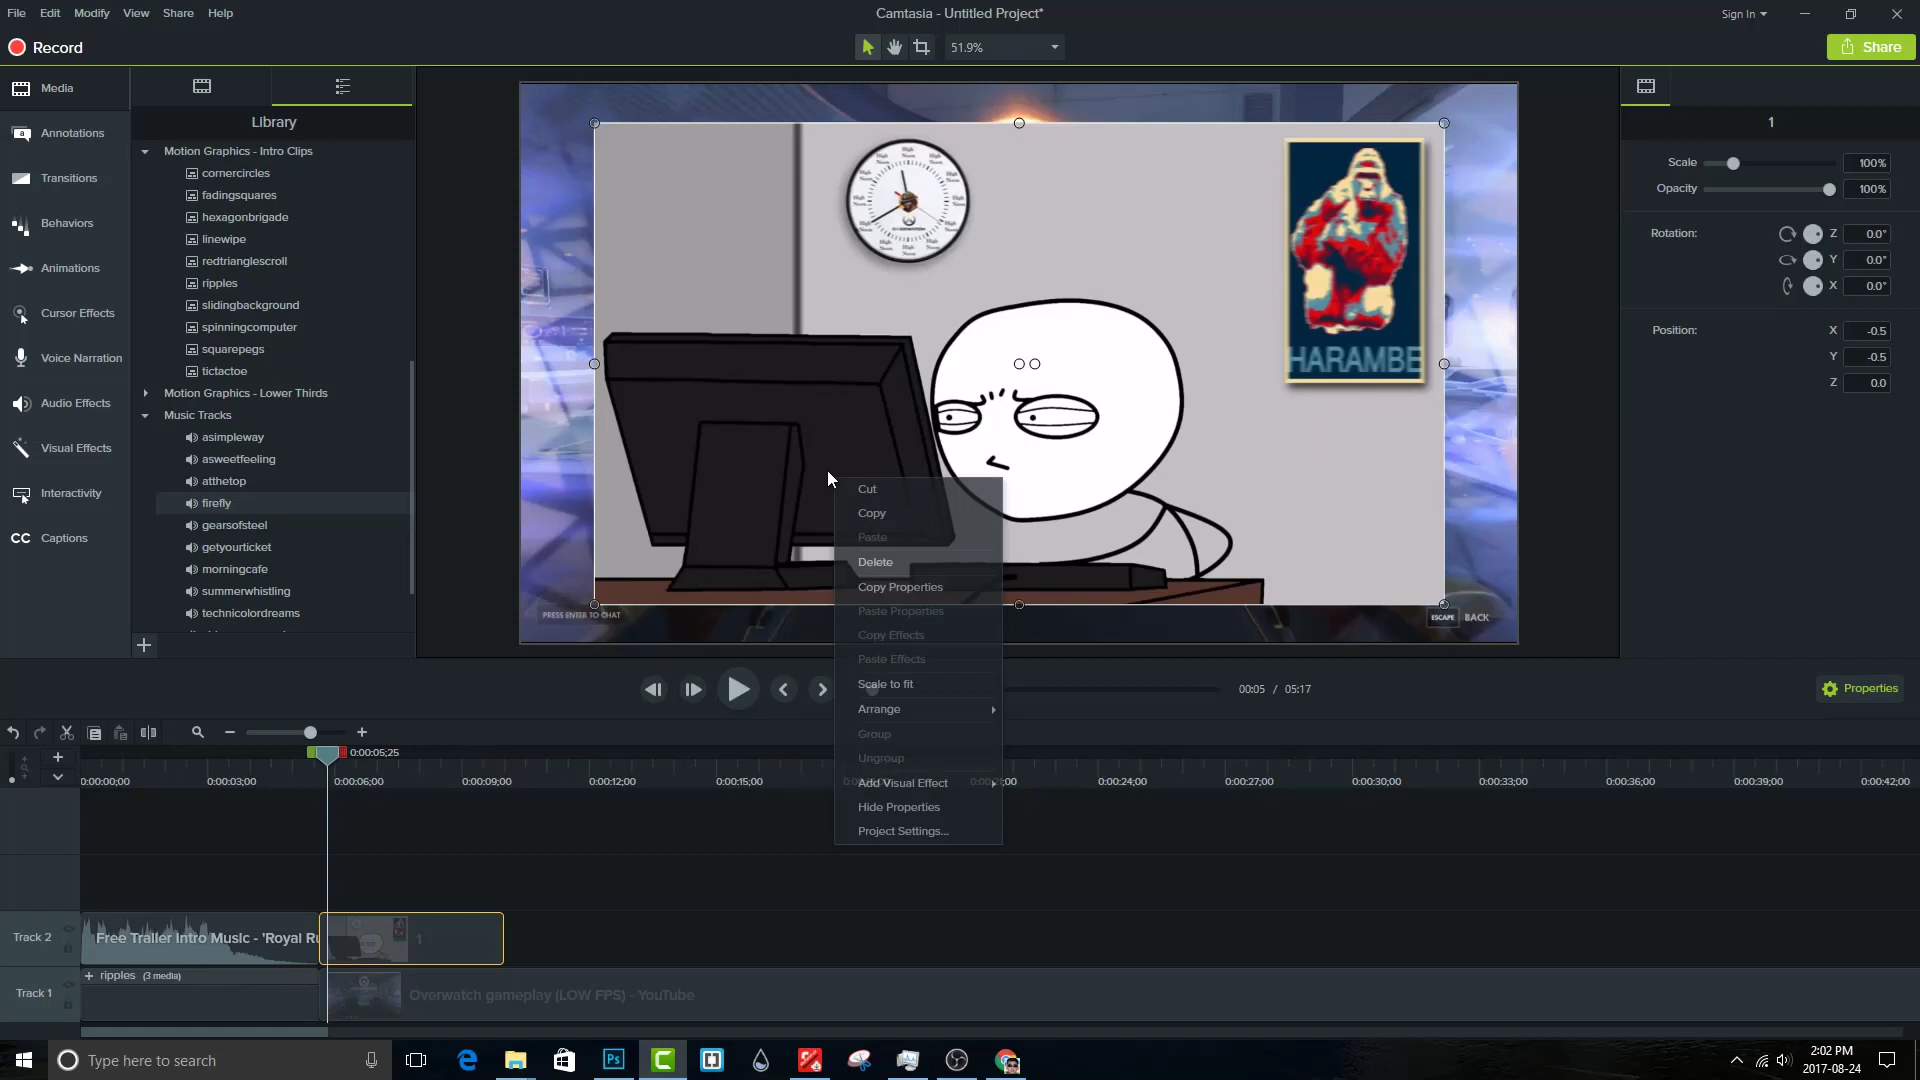 File Edit Modify View Share Help
Camtasia - Untitled Project*
Sign In
Record
51.9%
Share
Media
Annotations
Transitions
Behaviors
Animations
Cursor Effects
Voice Narration
Audio Effects
Visual Effects
Interactivity
CC Captions
Library
Motion Graphics - Intro Clips
cornercircles
fadingsquares
hexagonbrigade
linewipe
redtrianglescroll
ripples
slidingbackground
spinningcomputer
squarepegs
tictactoe
Motion Graphics - Lower Thirds
Music Tracks
asimpleway
asweetfeeling
atthetop
firefly
gearsofsteel
getyourticket
morningcafe
summerwhistling
technicolordreams
High Noon
HARAMBE
PRESS ENTER TO CHAT
ESCAPE BACK
Cut
Copy
Paste
Delete
Copy Properties
Paste Properties
Copy Effects
Paste Effects
Scale to fit
Arrange
Group
Ungroup
Add Visual Effect
Hide Properties
Project Settings...
1
Scale 100%
Opacity 100%
Rotation: Z 0.0°
Y 0.0°
X 0.0°
Position: X -0.5
Y -0.5
Z 0.0
00:05 / 05:17
Properties
0:00:05;25
0:00:00;00 0:00:03;00 0:00:06;00 0:00:09;00 0:00:12;00 0:00:15;00 0:00:24;00 0:00:27;00 0:00:30;00 0:00:33;00 0:00:36;00 0:00:39;00 0:00:42;00
Track 2
Free Trailer Intro Music - 'Royal Ru
1
Track 1
ripples (3 media)
Overwatch gameplay (LOW FPS) - YouTube
Type here to search
Ps
2:02 PM
2017-08-24